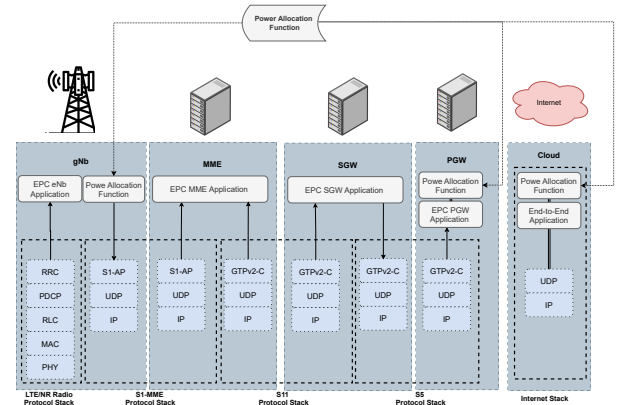 Power Allocation
Function
Internet
gNb
MME
SGW
PGW
Cloud
EPC eNb
Application
Powe Allocation
Function
EPC MME Application
EPC SGW Application
Powe Allocation
Function
EPC PGW
Application
Powe Allocation
Function
End-to-End
Application
RRC
PDCP
RLC
MAC
PHY
S1-AP
UDP
IP
S1-AP
UDP
IP
GTPv2-C
UDP
IP
GTPv2-C
UDP
IP
GTPv2-C
UDP
IP
GTPv2-C
UDP
IP
UDP
IP
LTE/NR Radio
Protocol Stack
S1-MME
Protocol Stack
S11
Protocol Stack
S5
Protocol Stack
Internet Stack